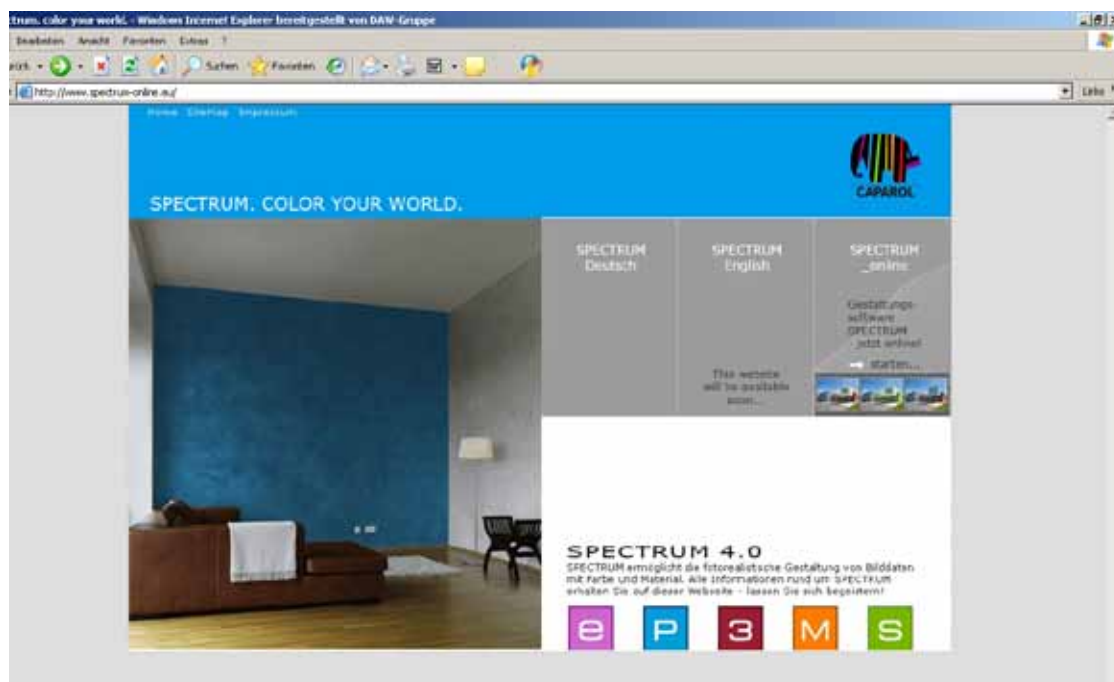 ctrum. color your world. - Windows Internet Explorer bereitgestellt von DAW-Gruppe
Bearbeiten Ansicht Favoriten Extras ?
Suchen Favoriten
http://www.spectrum-online.eu/
Links
Home Sitemap Impressum
CAPAROL
SPECTRUM. COLOR YOUR WORLD.
SPECTRUM
Deutsch
SPECTRUM
English
This website
will be available
soon...
SPECTRUM
_online
Gestaltungs-
software
SPECTRUM
- jetzt online!
starten...
SPECTRUM 4.0
SPECTRUM ermöglicht die fotorealistische Gestaltung von Bilddaten
mit Farbe und Material. Alle Informationen rund um SPECTRUM
erhalten Sie auf dieser Webseite - lassen Sie sich begeistern!
e P 3 M S